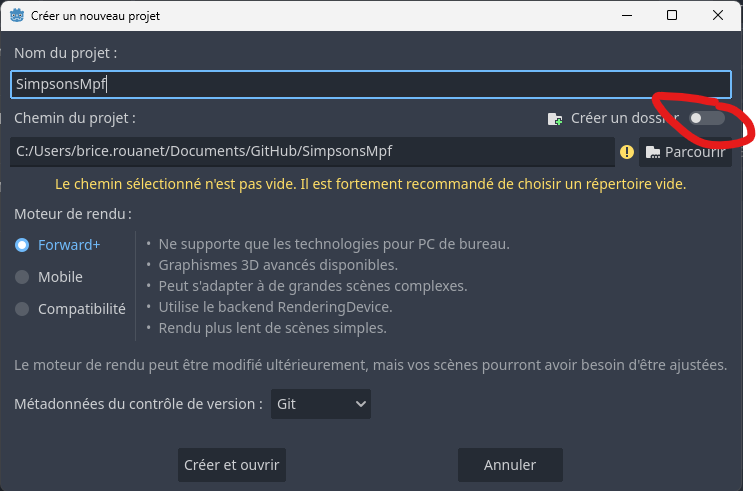 Créer un nouveau projet
Nom du projet :
SimpsonsMpf
Chemin du projet :
Créer un dossier
C:/Users/brice.rouanet/Documents/GitHub/SimpsonsMpf
Parcourir
Le chemin sélectionné n'est pas vide. Il est fortement recommandé de choisir un répertoire vide.
Moteur de rendu :
Forward+
Mobile
Compatibilité
• Ne supporte que les technologies pour PC de bureau.
• Graphismes 3D avancés disponibles.
• Peut s'adapter à de grandes scènes complexes.
• Utilise le backend RenderingDevice.
• Rendu plus lent de scènes simples.
Le moteur de rendu peut être modifié ultérieurement, mais vos scènes pourront avoir besoin d'être ajustées.
Métadonnées du contrôle de version :
Git
Créer et ouvrir
Annuler